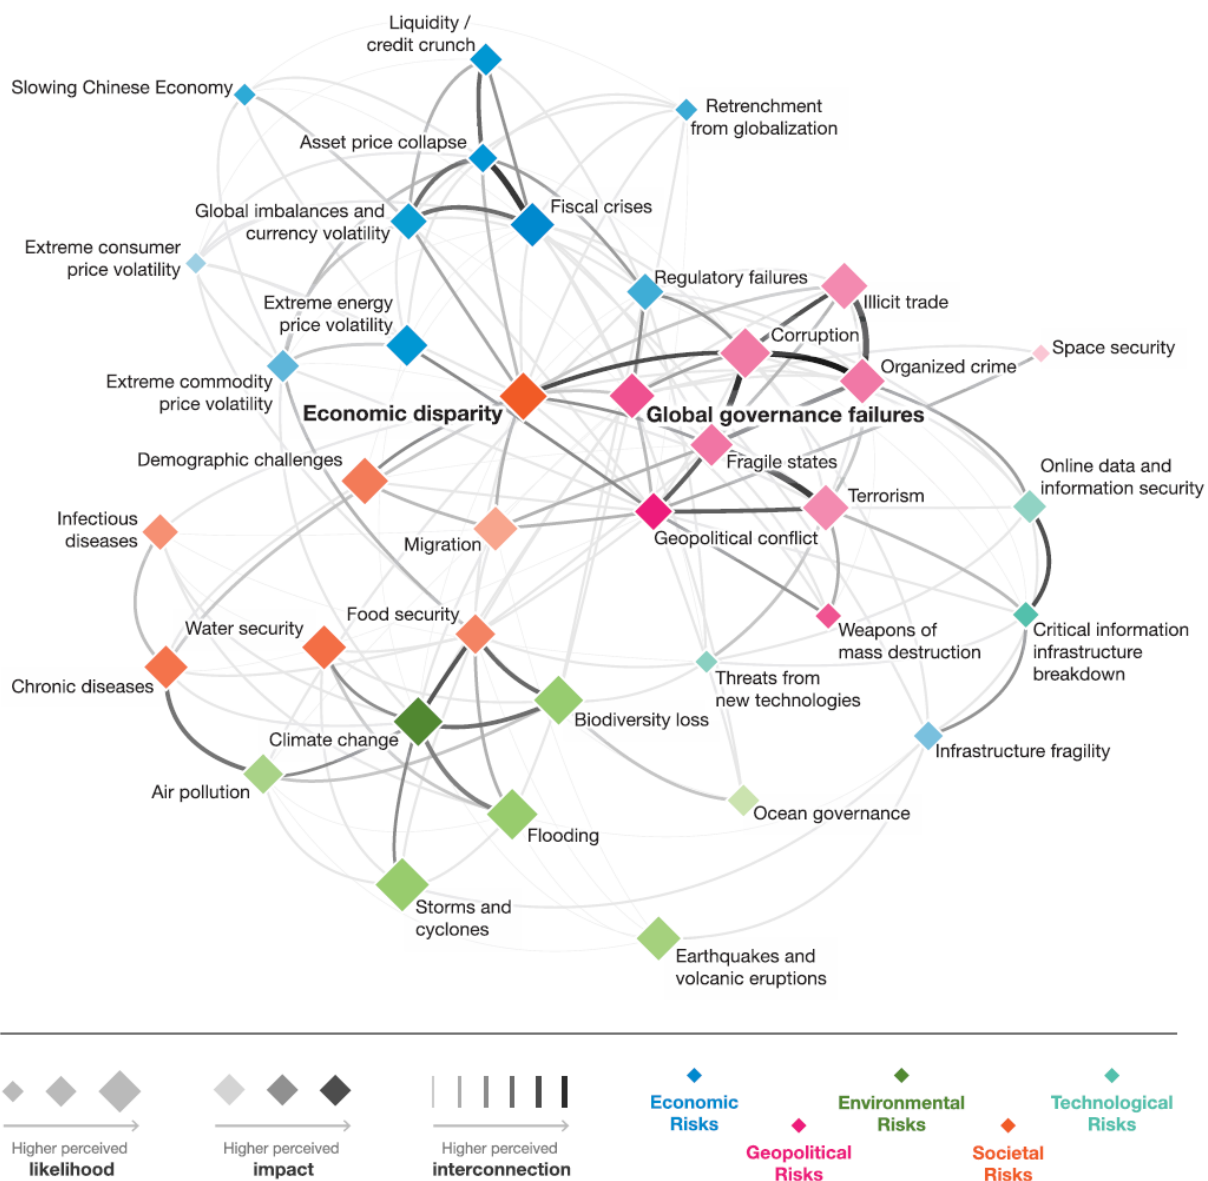 Liquidity /
credit crunch
Slowing Chinese Economy
Retrenchment
from globalization
Asset price collapse
Global imbalances and
currency volatility
Fiscal crises
Extreme consumer
price volatility
Regulatory failures
Illicit trade
Extreme energy
price volatility
Corruption
Space security
Organized crime
Extreme commodity
price volatility
Economic disparity
Global governance failures
Demographic challenges
Fragile states
Online data and
information security
Terrorism
Infectious
diseases
Migration
Geopolitical conflict
Food security
Water security
Weapons of
mass destruction
Critical information
infrastructure
breakdown
Chronic diseases
Threats from
new technologies
Biodiversity loss
Climate change
Infrastructure fragility
Air pollution
Ocean governance
Flooding
Storms and
cyclones
Earthquakes and
volcanic eruptions
Higher perceived
likelihood
Higher perceived
impact
Higher perceived
interconnection
Economic
Risks
Geopolitical
Risks
Environmental
Risks
Societal
Risks
Technological
Risks